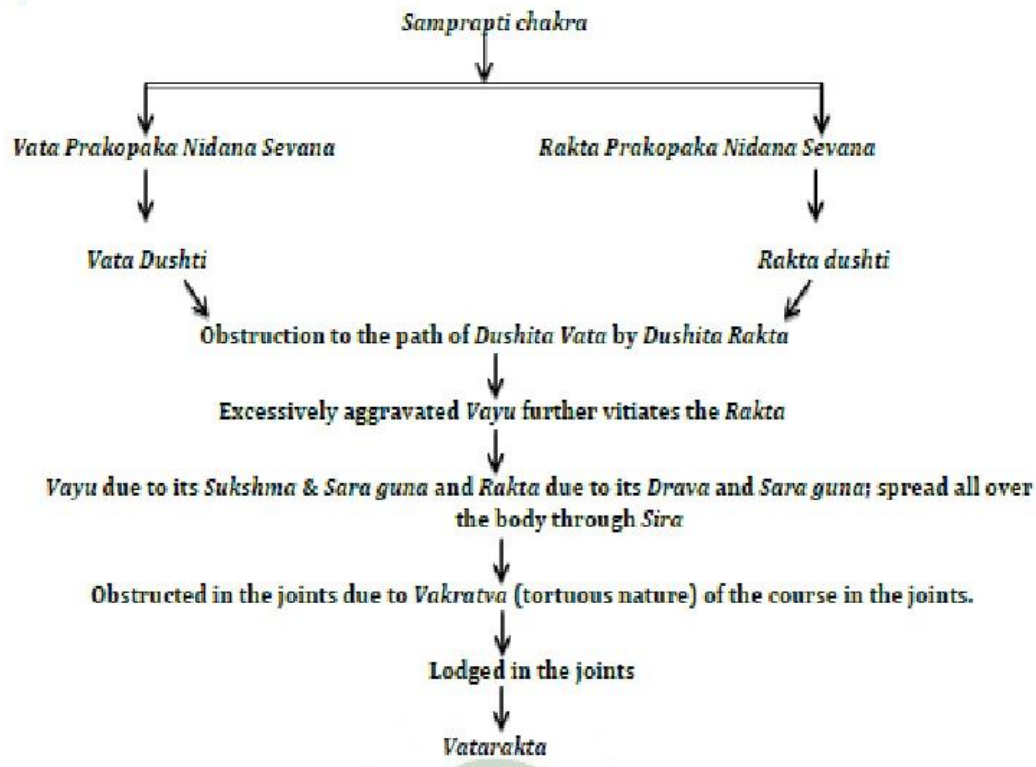 Samprapti chakra
Vata Prakopaka Nidana Sevana
Rakta Prakopaka Nidana Sevana
Vata Dushti
Rakta dushti
Obstruction to the path of Dushita Vata by Dushita Rakta
Excessively aggravated Vayu further vitiates the Rakta
Vayu due to its Sukshma & Sara guna and Rakta due to its Drava and Sara guna; spread all over
the body through Sira
Obstructed in the joints due to Vakratva (tortuous nature) of the course in the joints.
Lodged in the joints
Vatarakta